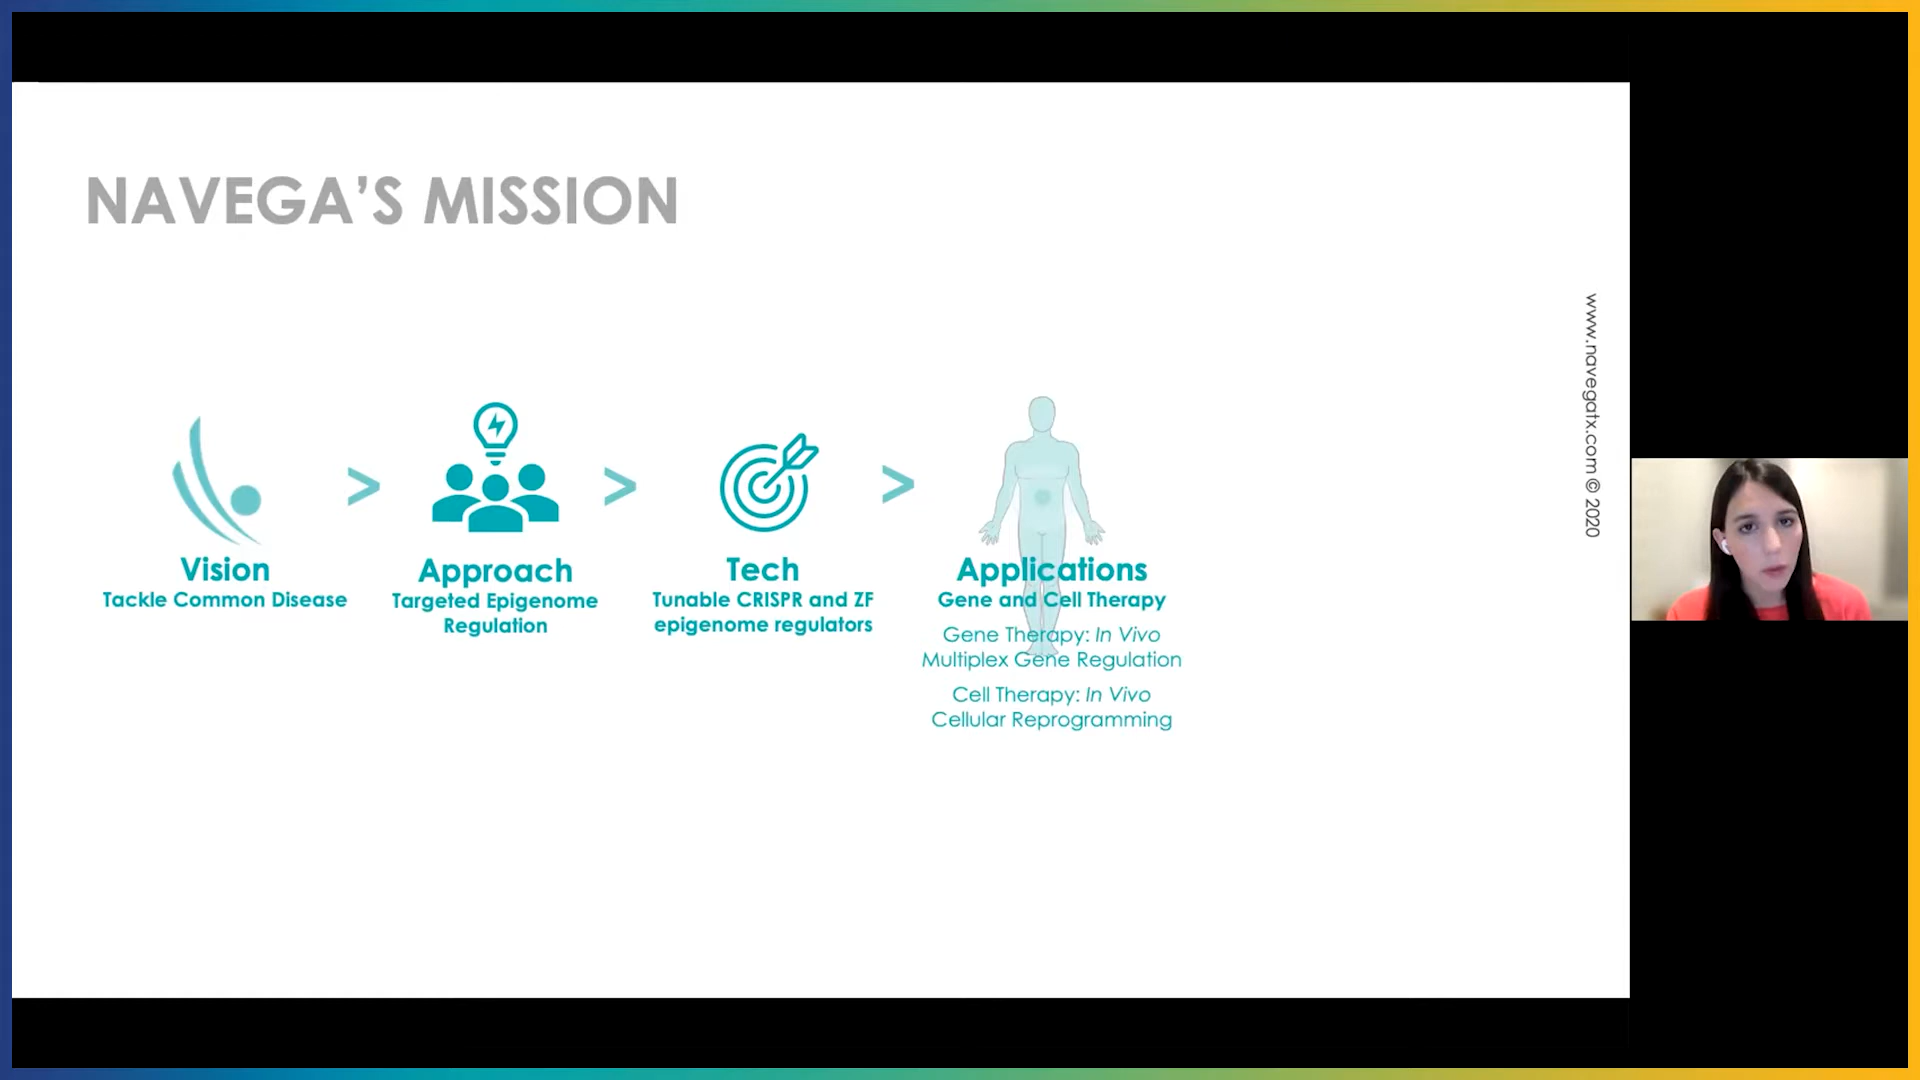 NAVEGA'S MISSION
Vision
Tackle Common Disease
>
Approach
Targeted Epigenome
Regulation
>
Tech
Tunable CRISPR and ZF
epigenome regulators
>
Applications
Gene and Cell Therapy
Gene Therapy: In Vivo
Multiplex Gene Regulation
Cell Therapy: In Vivo
Cellular Reprogramming
www.navegatx.com © 2020